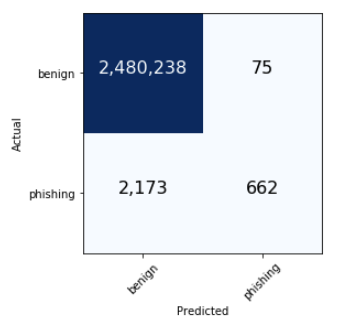 benign
2,480,238 75
Actual
phishing
2,173 662
benign
phishing
Predicted